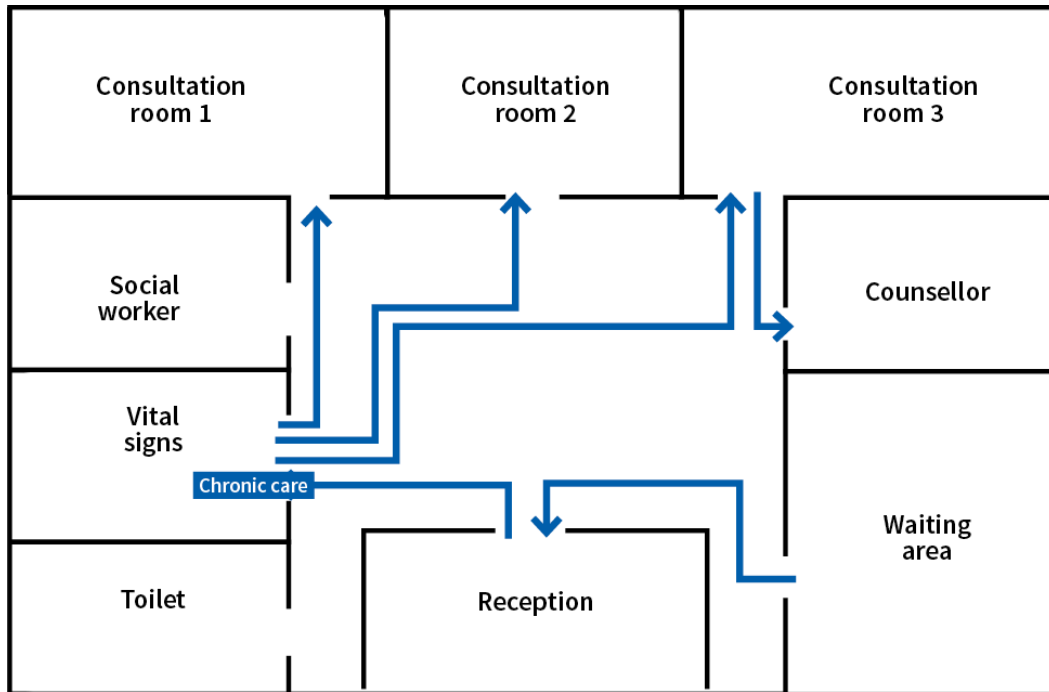 Consultation
room 1
Consultation
room 2
Consultation
room 3
Social
worker
Counsellor
Vital
signs
Chronic care
Waiting
area
Toilet
Reception